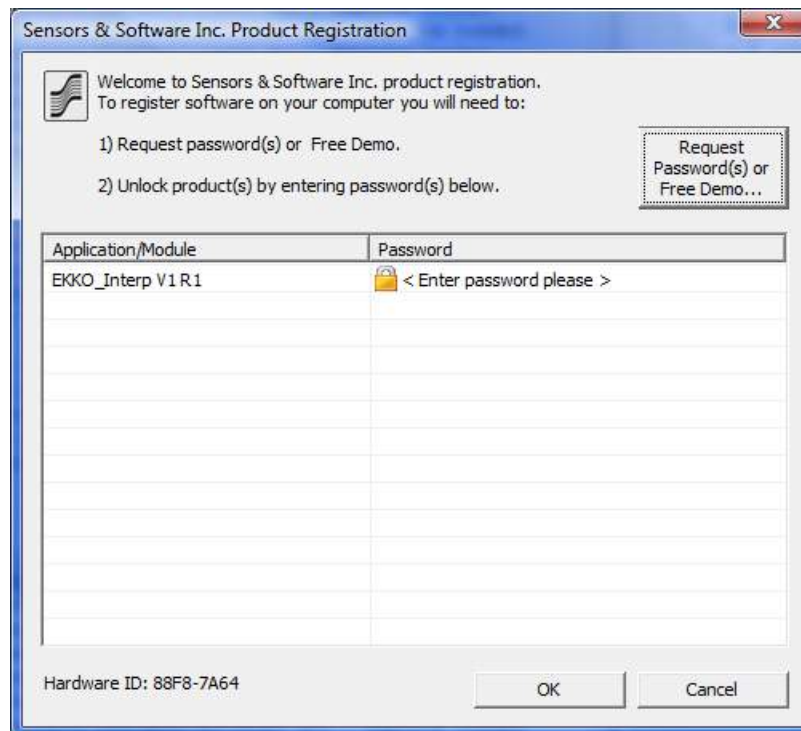 Sensors & Software Inc. Product Registration
Welcome to Sensors & Software Inc. product registration.
To register software on your computer you will need to:
1) Request password(s) or Free Demo.
2) Unlock product(s) by entering password(s) below.
Request
Password(s) or
Free Demo...
Application/Module Password
EKKO_Interp V1 R1 < Enter password please >
Hardware ID: 88F8-7A64
OK Cancel